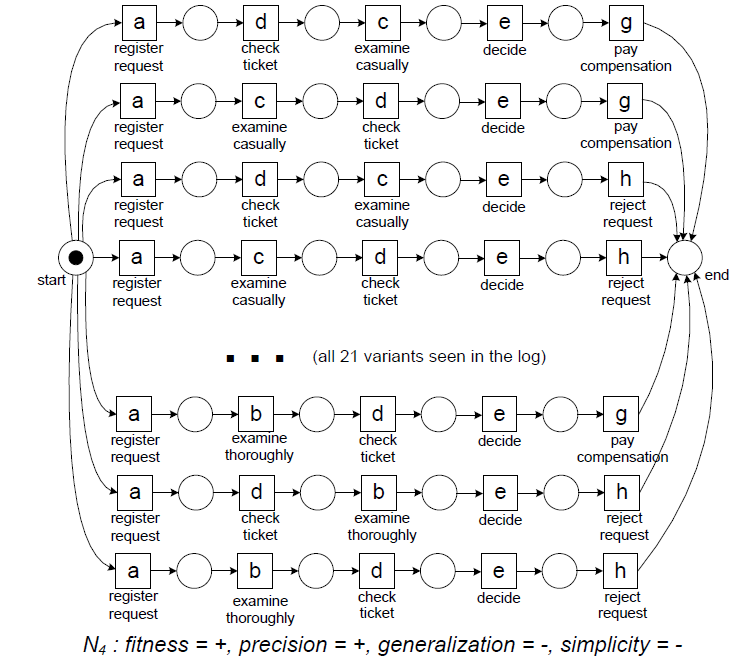 a d c e g
register check examine decide pay
request ticket casually compensation
a c d e g
register examine check decide pay
request casually ticket compensation
a d c e h
register check examine decide reject
request ticket casually request
start a c d e h end
register examine check decide reject
request casually ticket request
(all 21 variants seen in the log)
a b d e g
register examine check decide pay
request thoroughly ticket compensation
a d b e h
register check examine decide reject
request ticket thoroughly request
a b d e h
register examine check decide reject
request thoroughly ticket request
N4 : fitness = +, precision = +, generalization = -, simplicity = -